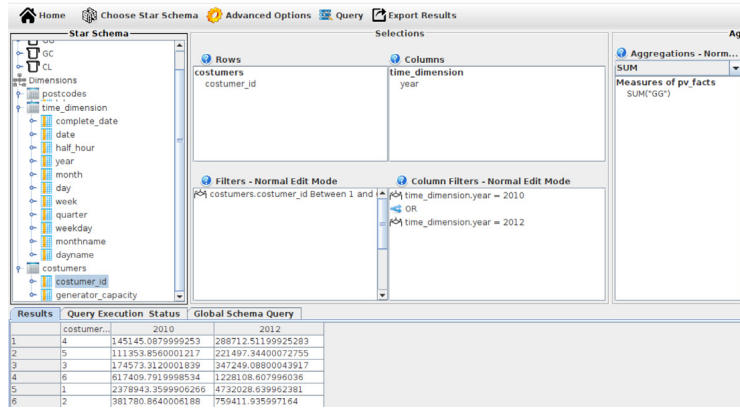 Home Choose Star Schema Advanced Options Query Export Results
Star Schema
Selections
GC
CL
Dimensions
postcodes
time_dimension
complete_date
date
half_hour
year
month
day
week
quarter
weekday
monthname
dayname
costumers
costumer_id
generator_capacity
Rows
costumers
costumer_id
Columns
time_dimension
year
Filters - Normal Edit Mode
costumers.costumer_id Between 1 and
Column Filters - Normal Edit Mode
time_dimension.year = 2010
OR
time_dimension.year = 2012
Ag
Aggregations - Norm...
SUM
Measures of pv_facts
SUM("GG")
Results Query Execution Status Global Schema Query
costumer... 2010 2012
1 4 145145.0879999253 288712.51199925283
2 5 111353.8560001217 221497.34400072755
3 3 174573.3120001839 347249.08800043917
4 6 617409.7919998534 1228108.607996036
5 1 2378943.3599906266 4732028.639962381
6 2 381780.8640006188 759411.935997164